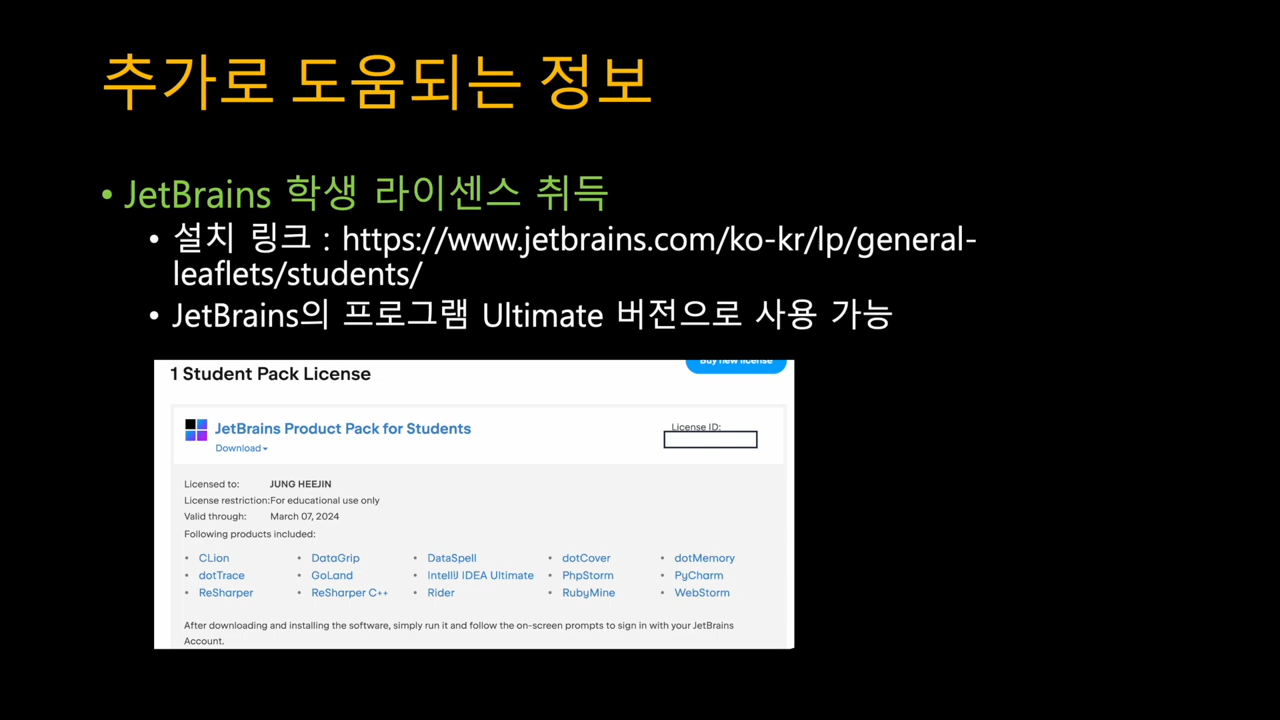 추가로 도움되는 정보
• JetBrains 학생 라이센스 취득
• 설치 링크 : https://www.jetbrains.com/ko-kr/lp/general-
leaflets/students/
• JetBrains의 프로그램 Ultimate 버전으로 사용 가능
Buy new license
1 Student Pack License
JetBrains Product Pack for Students
License ID:
Download
Licensed to: JUNG HEEJIN
License restriction:For educational use only
Valid through: March 07, 2024
Following products included:
• CLion • DataGrip • DataSpell • dotCover • dotMemory
• dotTrace • GoLand • IntelliJ IDEA Ultimate • PhpStorm • PyCharm
• ReSharper • ReSharper C++ • Rider • RubyMine • WebStorm
After downloading and installing the software, simply run it and follow the on-screen prompts to sign in with your JetBrains
Account.